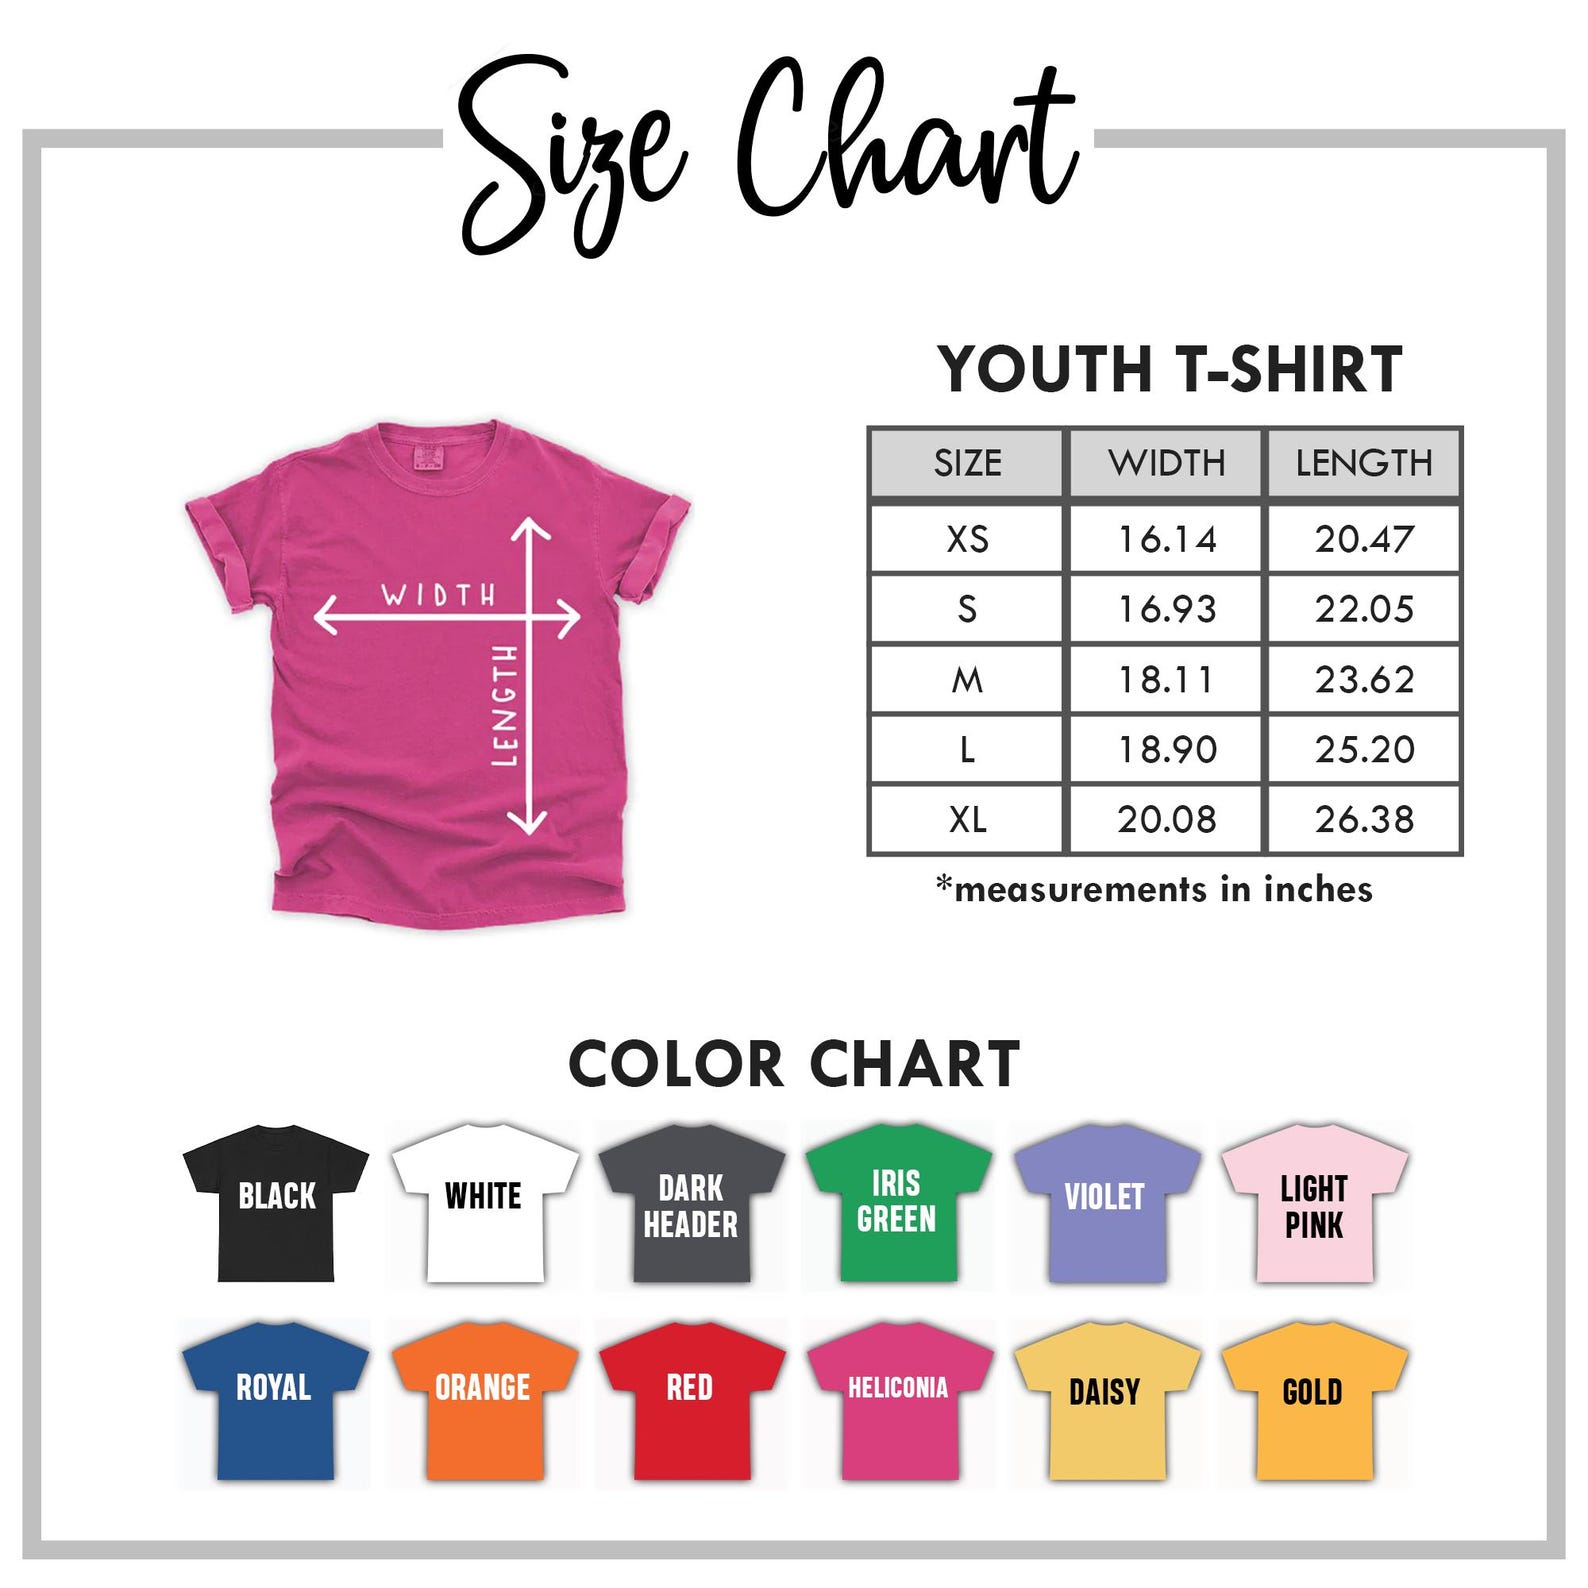 Size Chart
YOUTH T-SHIRT
SIZE WIDTH LENGTH
XS 16.14 20.47
S 16.93 22.05
M 18.11 23.62
L 18.90 25.20
XL 20.08 26.38
*measurements in inches
WIDTH
LENGTH
COLOR CHART
BLACK
WHITE
DARK
HEADER
IRIS
GREEN
VIOLET
LIGHT
PINK
ROYAL
ORANGE
RED
HELICONIA
DAISY
GOLD